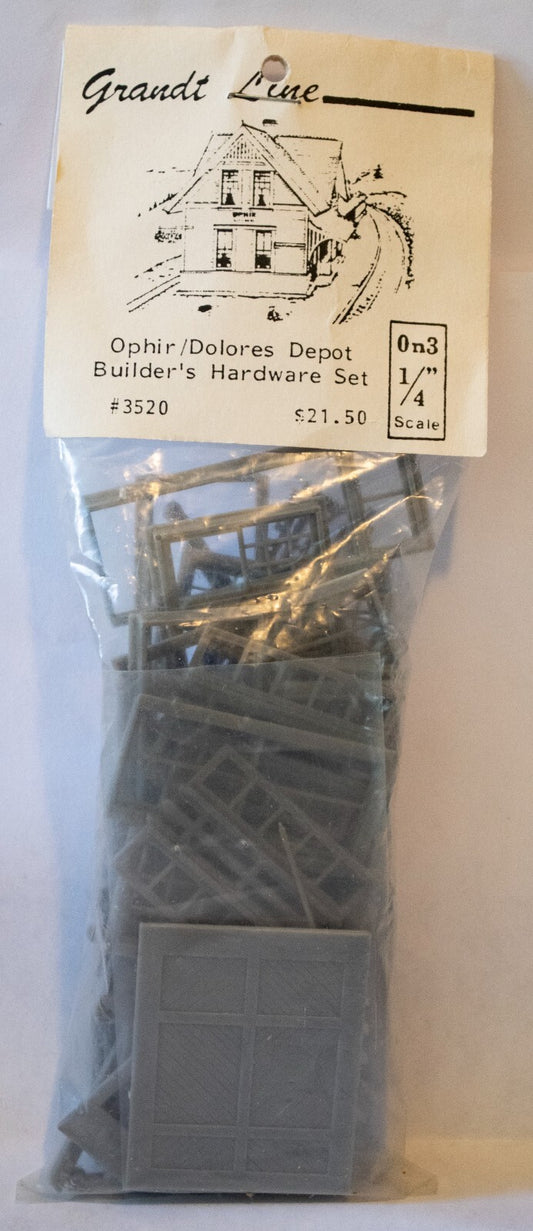 Grandt Line
OPHIR
Ophir/Dolores Depot
Builder's Hardware Set
#3520 $21.50
On3
1/4"
Scale